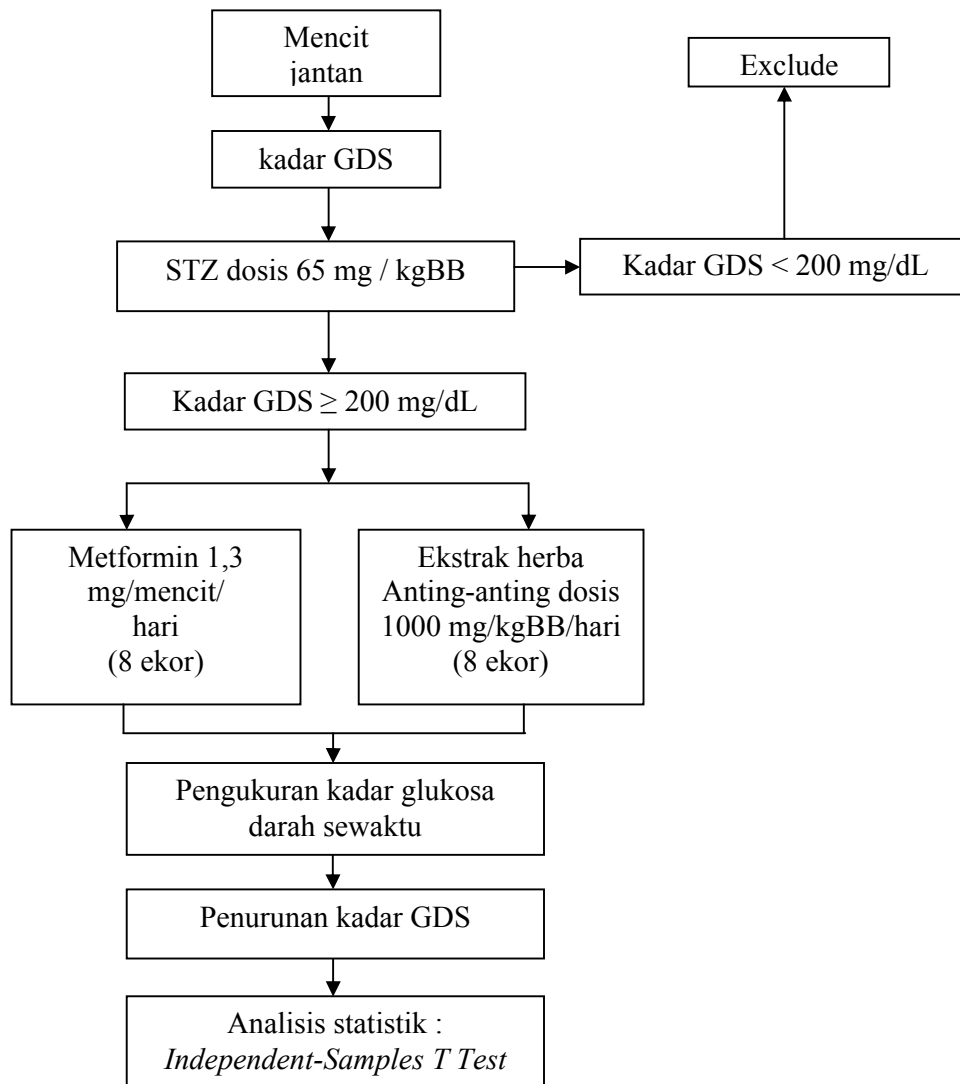 Mencit
jantan
Exclude
kadar GDS
STZ dosis 65 mg / kgBB
Kadar GDS < 200 mg/dL
Kadar GDS ≥ 200 mg/dL
Metformin 1,3
mg/mencit/
hari
(8 ekor)
Ekstrak herba
Anting-anting dosis
1000 mg/kgBB/hari
(8 ekor)
Pengukuran kadar glukosa
darah sewaktu
Penurunan kadar GDS
Analisis statistik :
Independent-Samples T Test